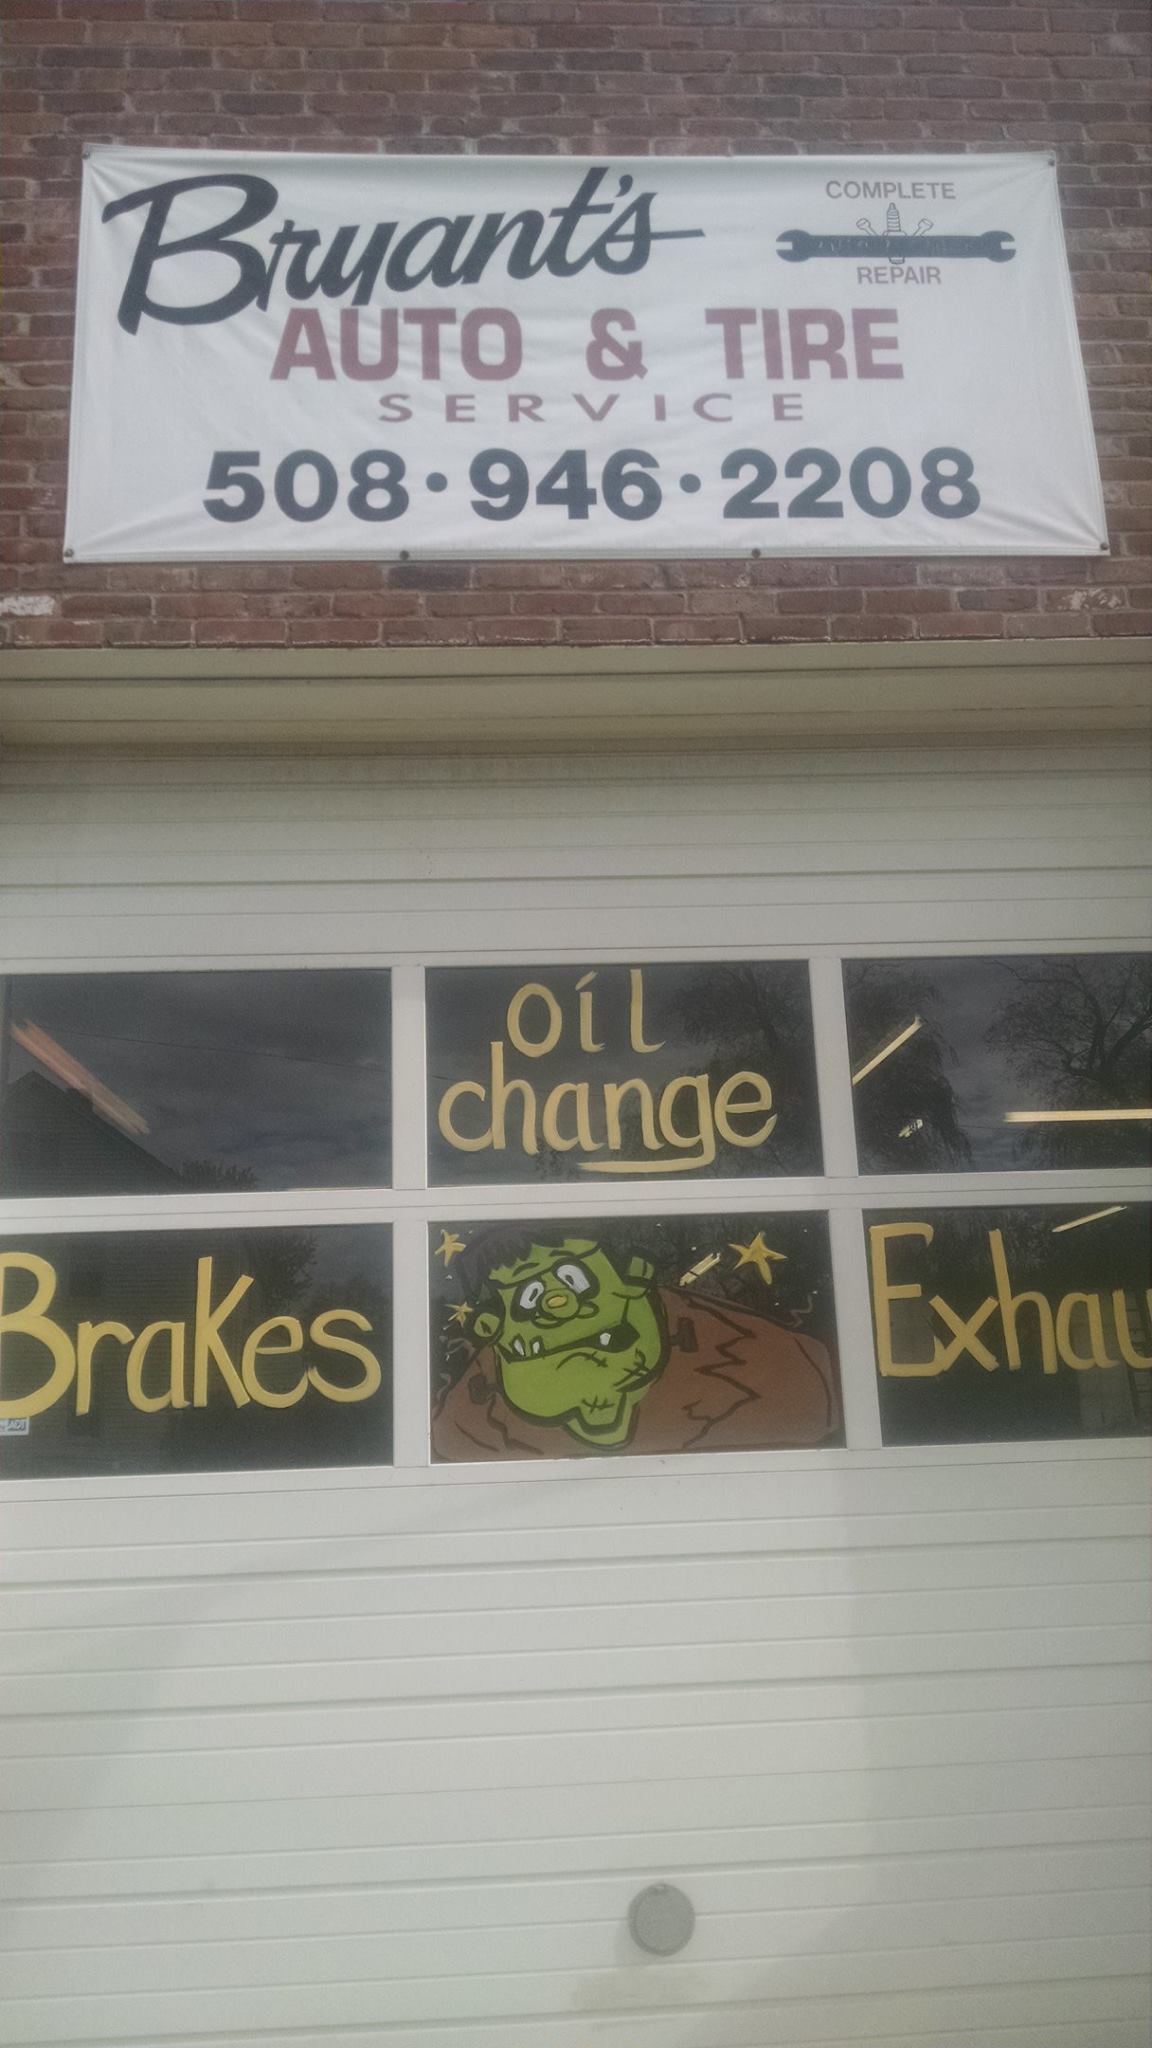 Bryant's
COMPLETE
REPAIR
AUTO & TIRE
SERVICE
508·946·2208
oil
change
Brakes
Exhau